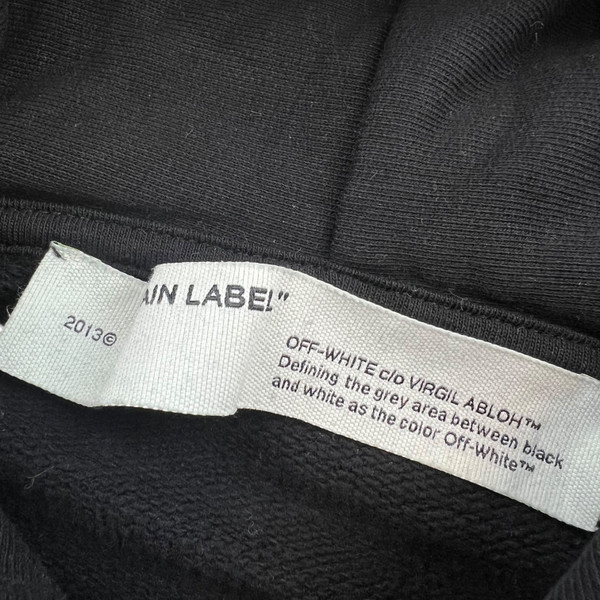 AIN LABEL"
2013©
OFF-WHITE c/o VIRGIL ABLOH™
Defining the grey area between black
and white as the color Off-White™